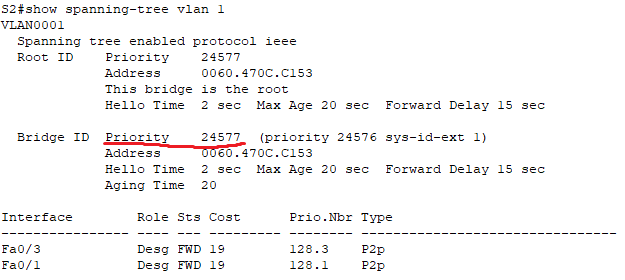 S2#show spanning-tree vlan 1
VLAN0001
  Spanning tree enabled protocol ieee
  Root ID    Priority    24577
             Address     0060.470C.C153
             This bridge is the root
             Hello Time  2 sec  Max Age 20 sec  Forward Delay 15 sec

  Bridge ID  Priority    24577  (priority 24576 sys-id-ext 1)
             Address     0060.470C.C153
             Hello Time  2 sec  Max Age 20 sec  Forward Delay 15 sec
             Aging Time  20

Interface        Role Sts Cost      Prio.Nbr Type
---------------- ---- --- --------- -------- --------------------------------
Fa0/3            Desg FWD 19        128.3    P2p
Fa0/1            Desg FWD 19        128.1    P2p